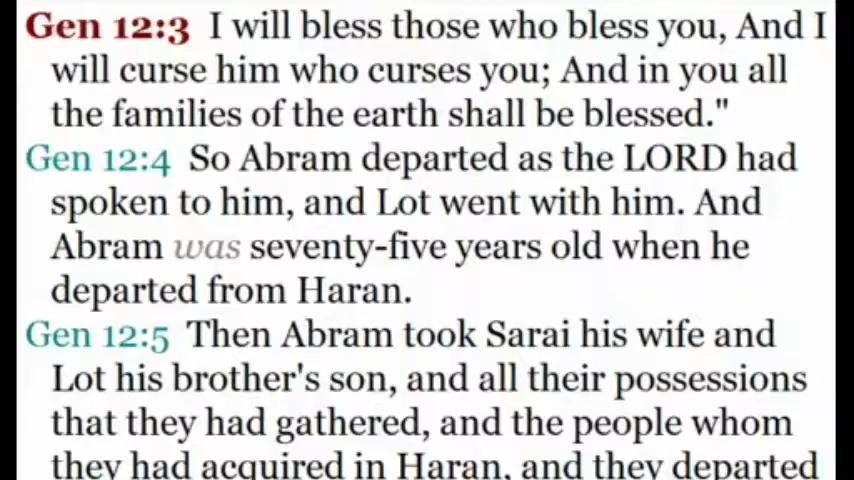 Gen 12:3 I will bless those who bless you, And I
will curse him who curses you; And in you all
the families of the earth shall be blessed."
Gen 12:4 So Abram departed as the LORD had
spoken to him, and Lot went with him. And
Abram was seventy-five years old when he
departed from Haran.
Gen 12:5 Then Abram took Sarai his wife and
Lot his brother's son, and all their possessions
that they had gathered, and the people whom
they had acquired in Haran, and they departed